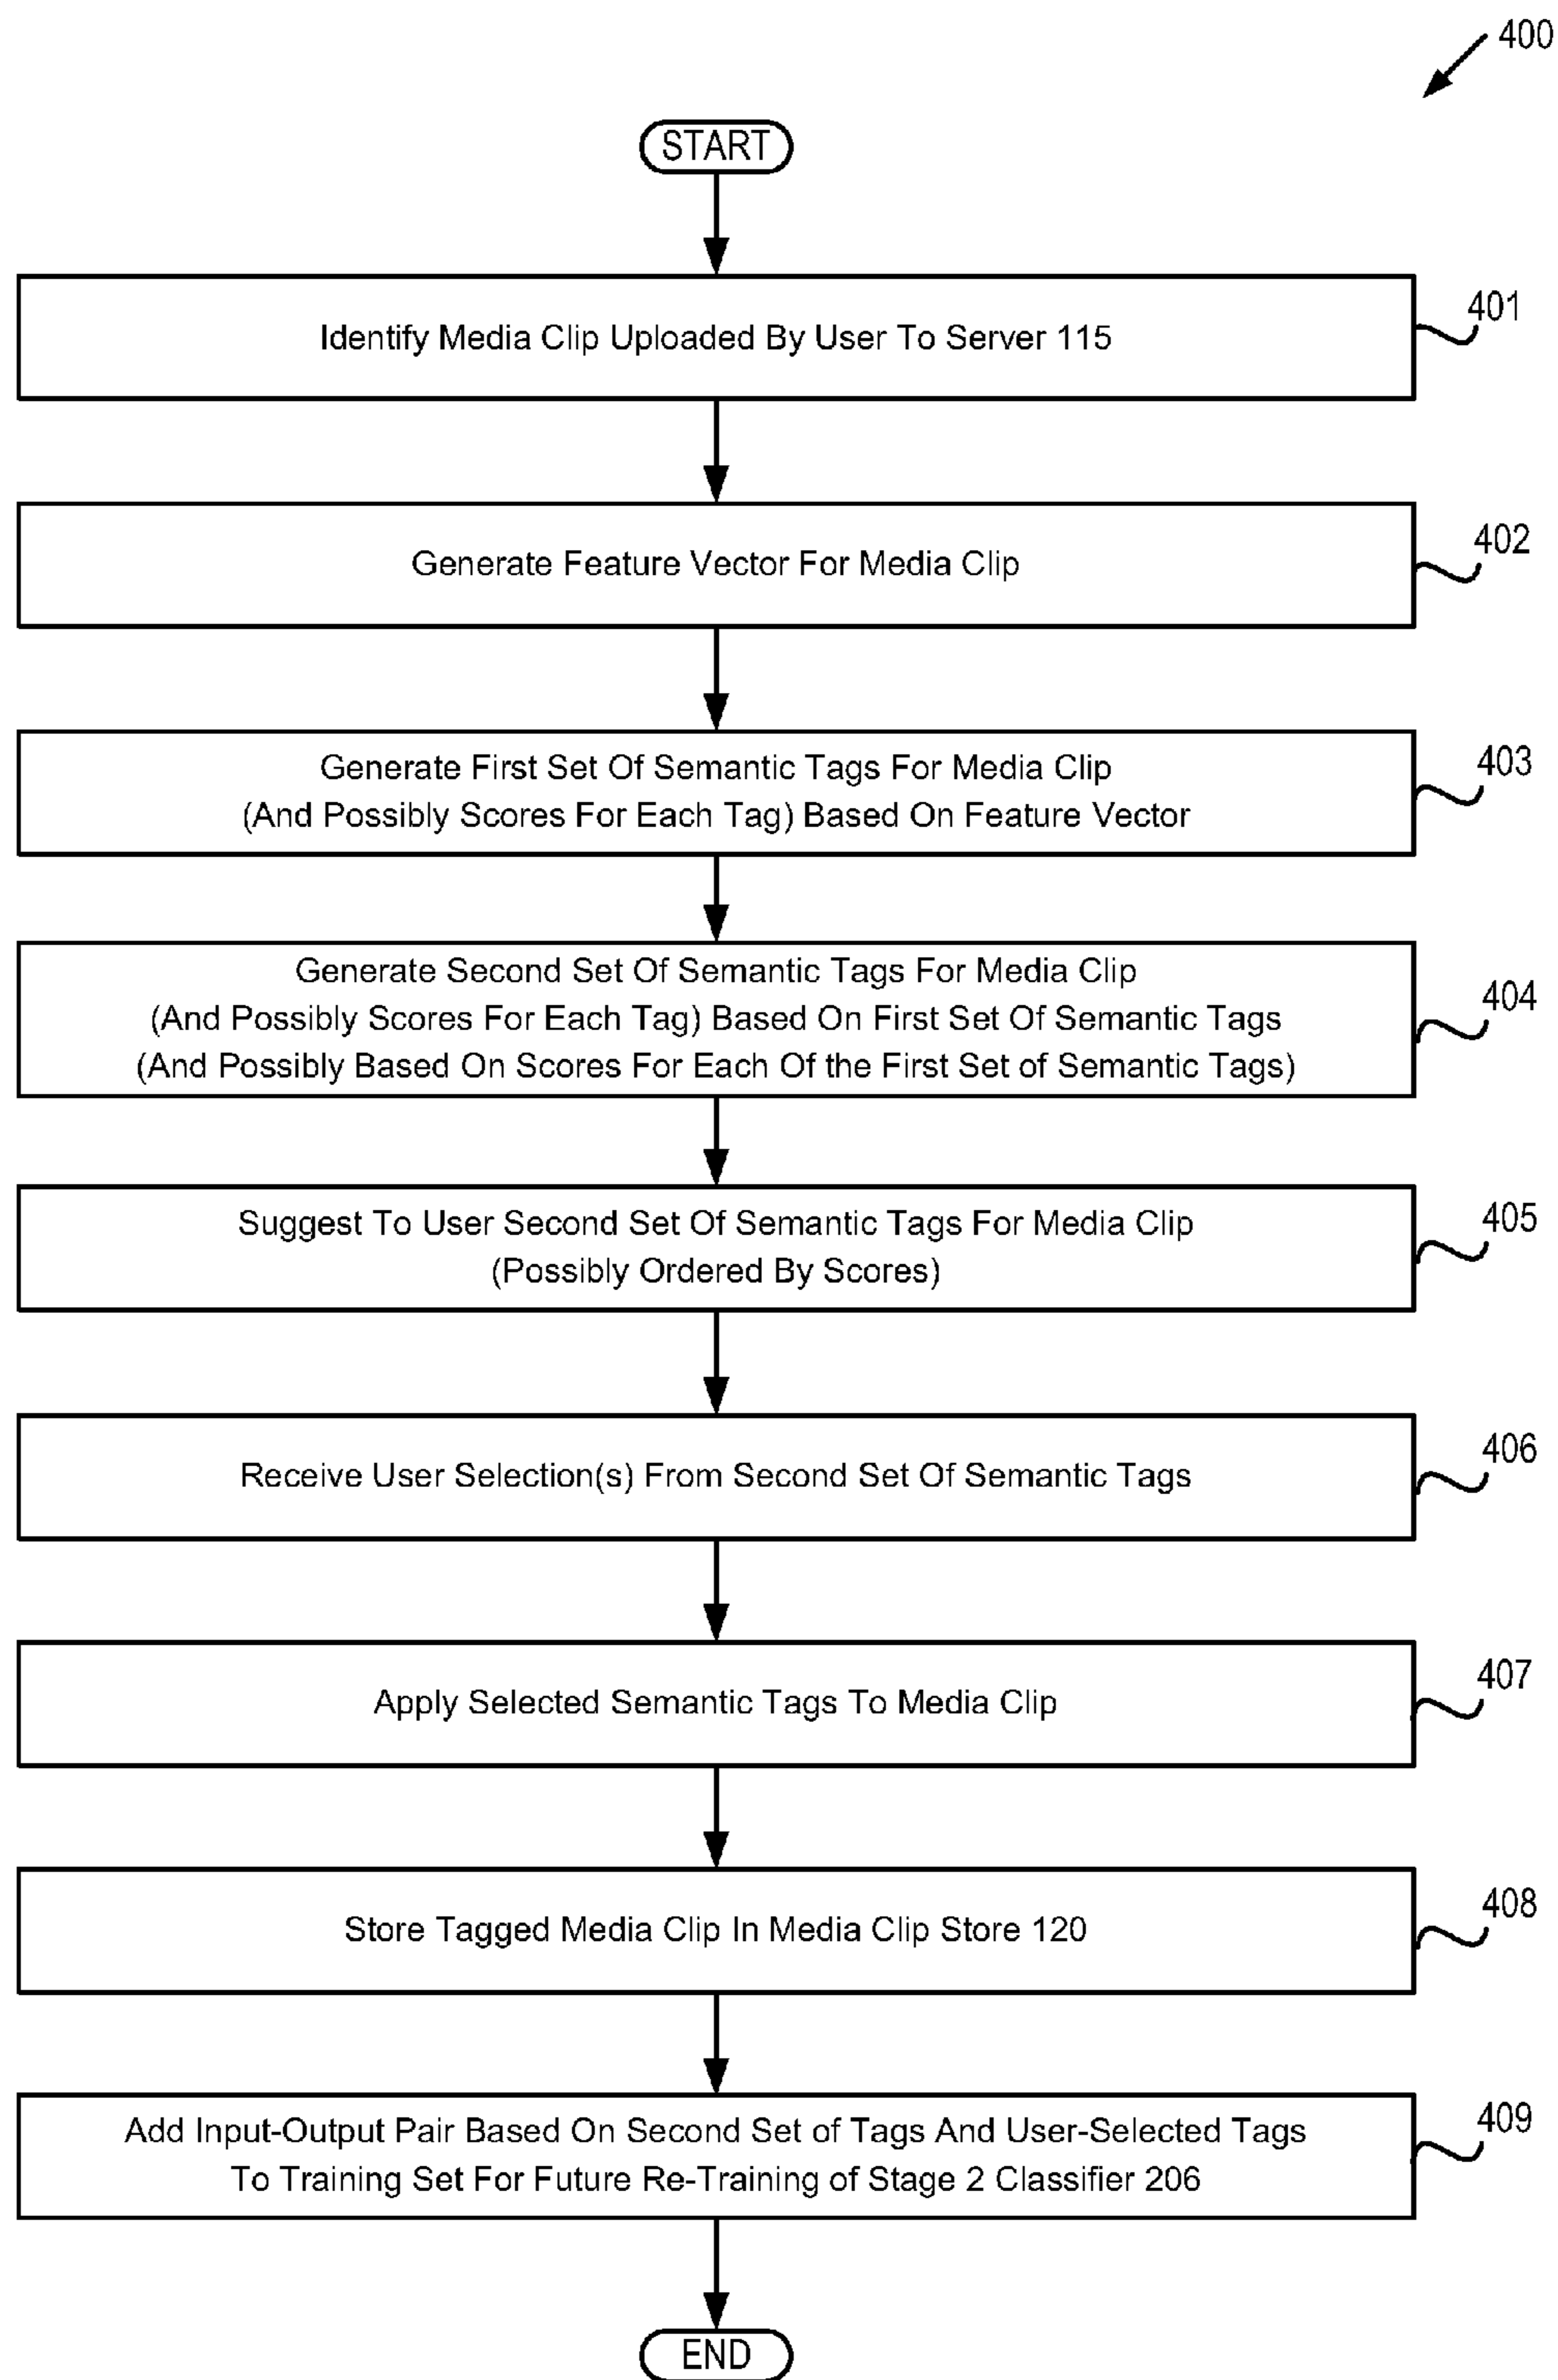 400
START
Identify Media Clip Uploaded By User To Server 115
401
Generate Feature Vector For Media Clip
402
Generate First Set Of Semantic Tags For Media Clip
(And Possibly Scores For Each Tag) Based On Feature Vector
403
Generate Second Set Of Semantic Tags For Media Clip
(And Possibly Scores For Each Tag) Based On First Set Of Semantic Tags
(And Possibly Based On Scores For Each Of the First Set of Semantic Tags)
404
Suggest To User Second Set Of Semantic Tags For Media Clip
(Possibly Ordered By Scores)
405
Receive User Selection(s) From Second Set Of Semantic Tags
406
Apply Selected Semantic Tags To Media Clip
407
Store Tagged Media Clip In Media Clip Store 120
408
Add Input-Output Pair Based On Second Set of Tags And User-Selected Tags
To Training Set For Future Re-Training of Stage 2 Classifier 206
409
END